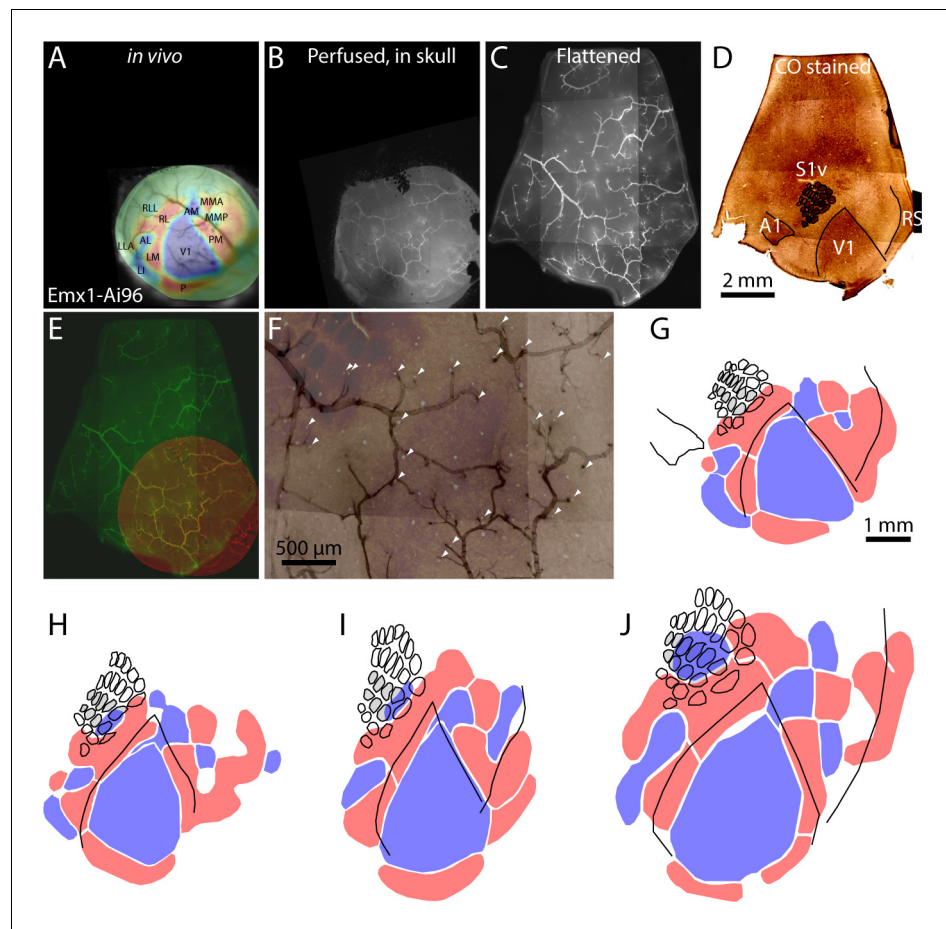 A
in vivo
RLL
RL
AM
MMA
MMP
LLA
AL
LM
LI
V1
PM
P
Emx1-Ai96
B
Perfused, in skull
C
Flattened
D
CO stained
S1v
A1
V1
RS
2 mm
E
F
500 µm
G
1 mm
H
I
J